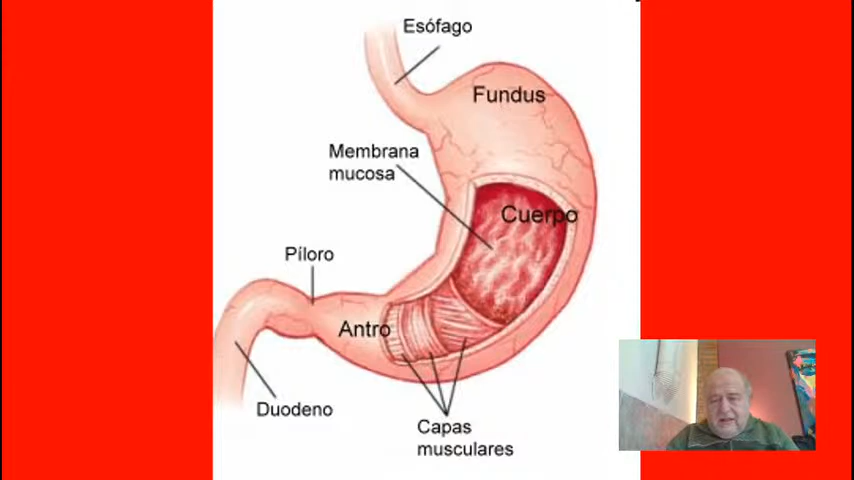 Esófago
Fundus
Membrana
mucosa
Cuerpo
Píloro
Antro
Duodeno
Capas
musculares